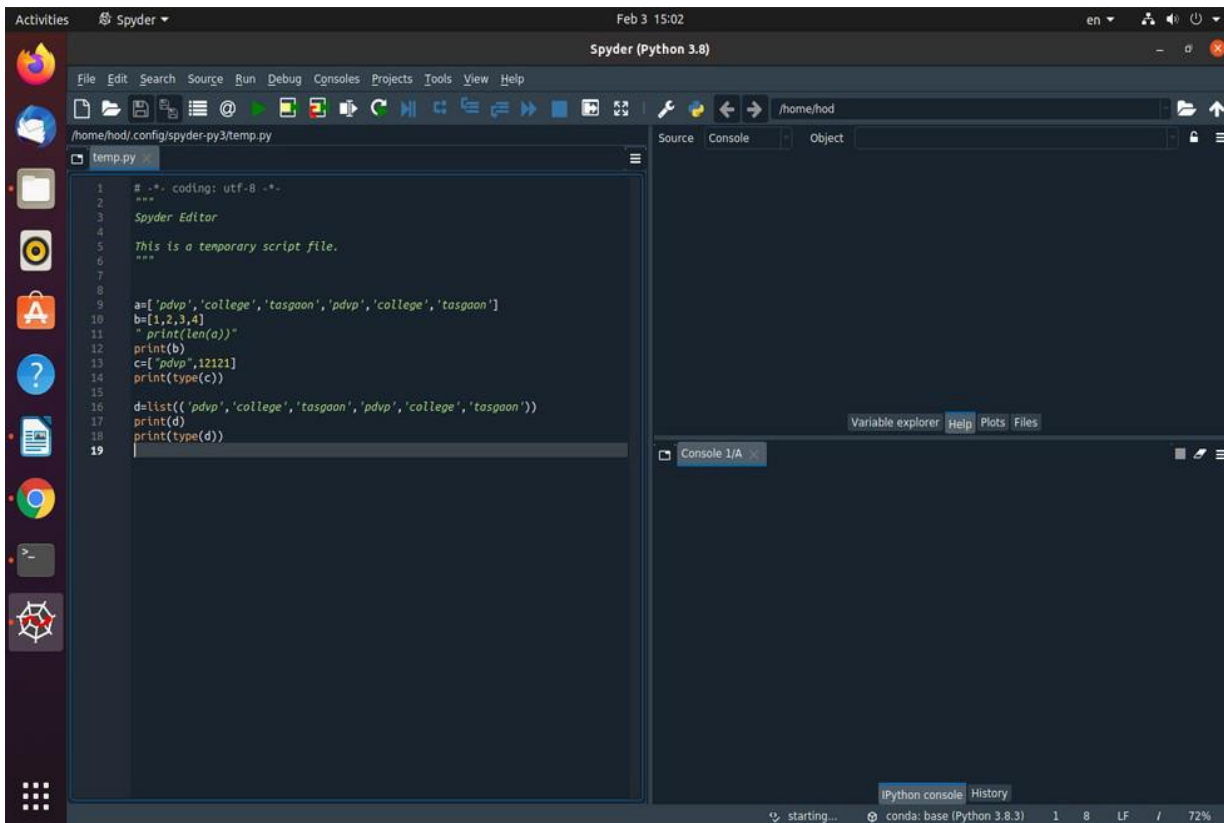 Activities Spyder Feb 3 15:02 en
Spyder (Python 3.8)
File Edit Search Source Run Debug Consoles Projects Tools View Help
/home/hod
/home/hod/.config/spyder-py3/temp.py
Source Console Object
temp.py
1 # -*- coding: utf-8 -*-
2 """
3 Spyder Editor
4
5 This is a temporary script file.
6 """
7
8
9 a=['pdvp','college','tasgaon','pdvp','college','tasgaon']
10 b=[1,2,3,4]
11 " print(len(a))"
12 print(b)
13 c=["pdvp",12121]
14 print(type(c))
15
16 d=list(('pdvp','college','tasgaon','pdvp','college','tasgaon'))
17 print(d)
18 print(type(d))
19
Variable explorer Help Plots Files
Console 1/A
IPython console History
starting... conda: base (Python 3.8.3) 1 8 LF / 72%